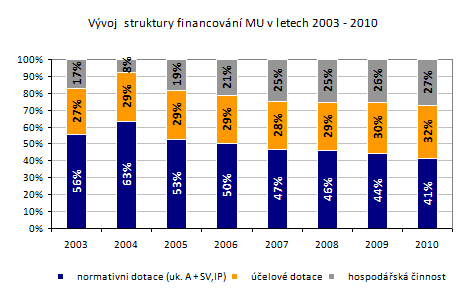 Vývoj struktury financování MU v letech 2003 - 2010
100%
90%
80%
70%
60%
50%
40%
30%
20%
10%
0%
17% 8% 19% 21% 25% 25% 26% 27%
27% 29% 29% 29% 28% 29% 30% 32%
56% 63% 53% 50% 47% 46% 44% 41%
2003 2004 2005 2006 2007 2008 2009 2010
normativni dotace (uk. A+SV,IP) účelové dotace hospodářská činnost